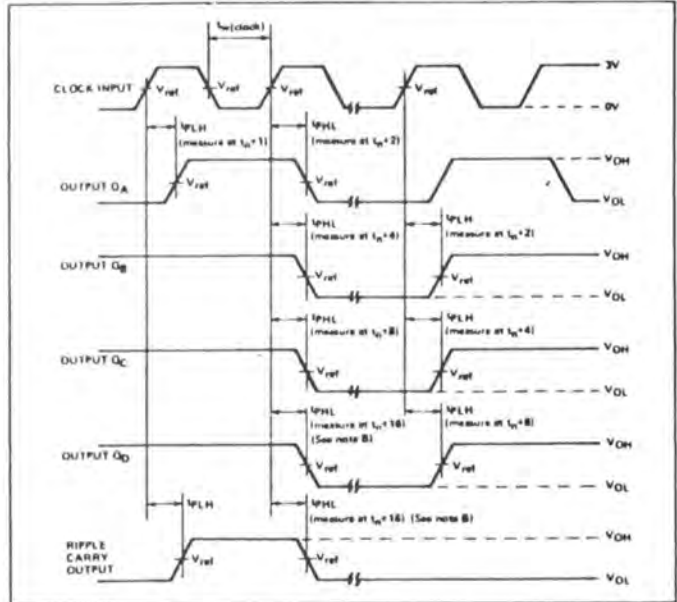 tw(clock)
3V
CLOCK INPUT
Vref
Vref
Vref
Vref
0V
tPLH
(measure at tn+1)
tPHL
(measure at tn+2)
VOH
OUTPUT QA
Vref
Vref
VOL
tPHL
(measure at tn+4)
tPLH
(measure at tn+2)
VOH
OUTPUT QB
Vref
Vref
VOL
tPHL
(measure at tn+8)
tPLH
(measure at tn+4)
VOH
OUTPUT QC
Vref
Vref
VOL
tPHL
(measure at tn+16)
(See note B)
tPLH
(measure at tn+8)
VOH
OUTPUT QD
Vref
Vref
VOL
tPLH
tPHL
(measure at tn+16) (See note B)
VOH
RIPPLE
CARRY
OUTPUT
Vref
Vref
VOL